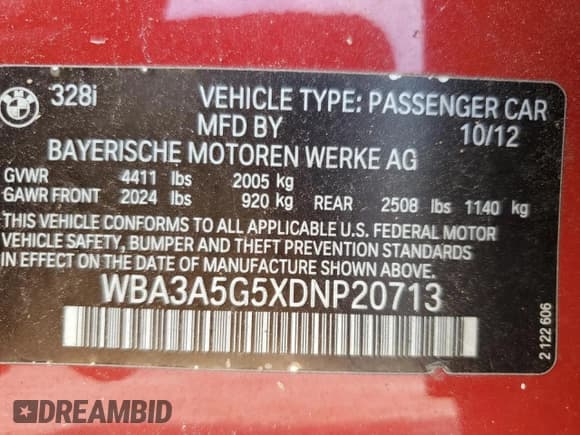 BMW
328i VEHICLE TYPE: PASSENGER CAR
MFD BY 10/12
BAYERISCHE MOTOREN WERKE AG
GVWR 4411 lbs 2005 kg
GAWR FRONT 2024 lbs 920 kg REAR 2508 lbs 1140 kg
THIS VEHICLE CONFORMS TO ALL APPLICABLE U.S. FEDERAL MOTOR
VEHICLE SAFETY, BUMPER AND THEFT PREVENTION STANDARDS
IN EFFECT ON THE DATE OF MANUFACTURE SHOWN ABOVE.
WBA3A5G5XDNP20713
2 122 606
DREAMBID